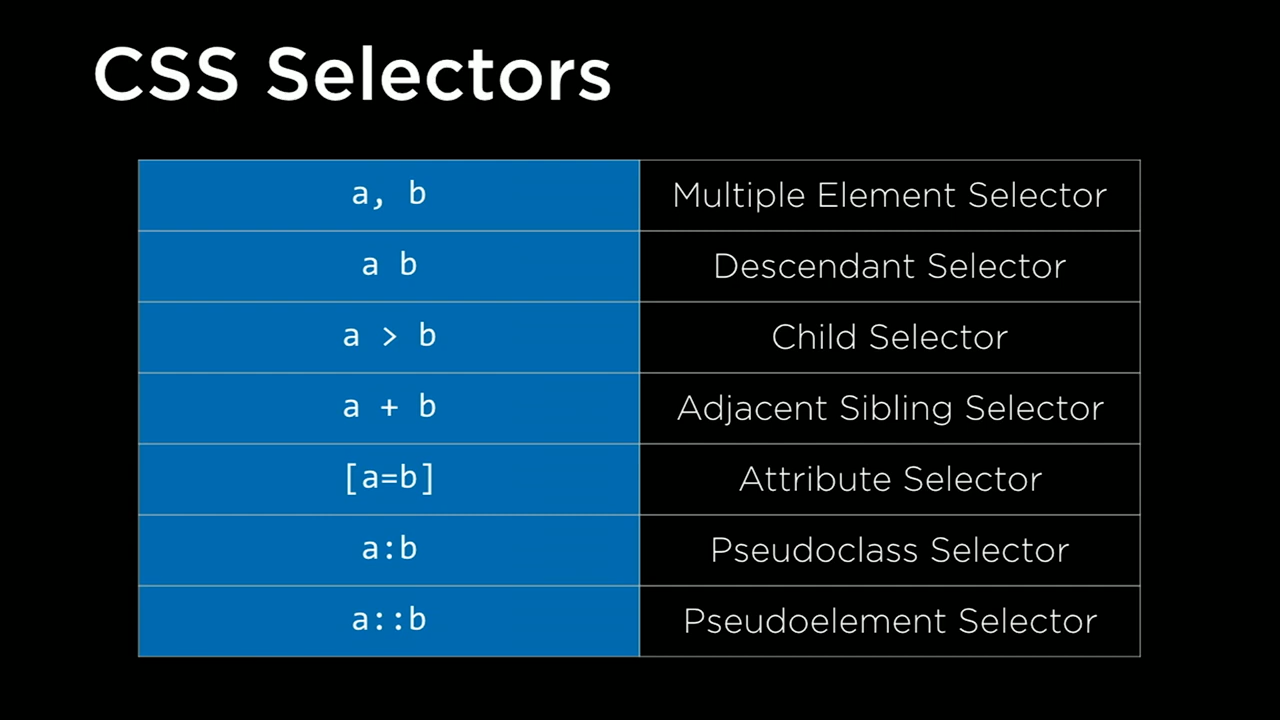 CSS Selectors
a, b Multiple Element Selector
a b Descendant Selector
a > b Child Selector
a + b Adjacent Sibling Selector
[a=b] Attribute Selector
a:b Pseudoclass Selector
a::b Pseudoelement Selector